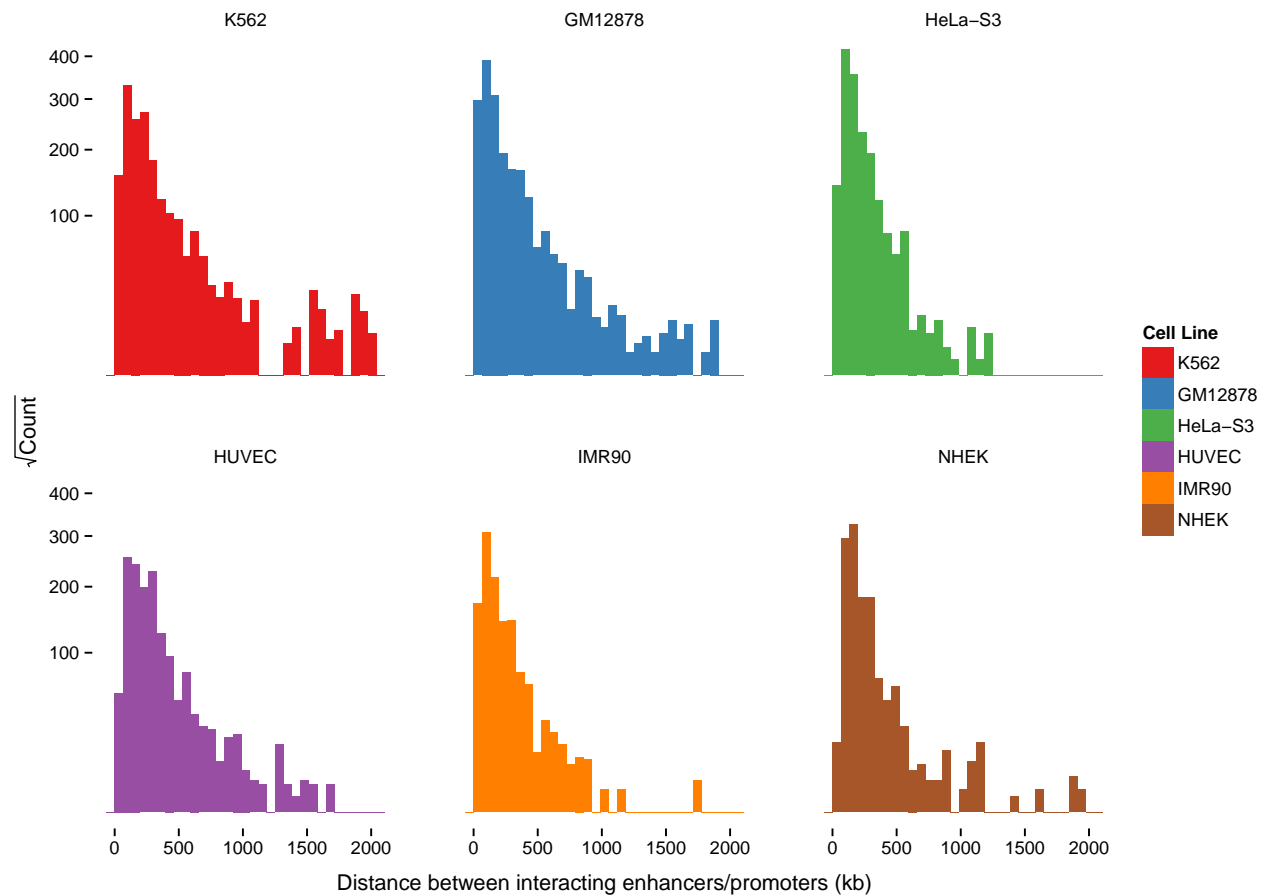 K562
GM12878
HeLa−S3
400
300
200
100
√Count
HUVEC
IMR90
NHEK
400
300
200
100
0 500 1000 1500 2000
0 500 1000 1500 2000
0 500 1000 1500 2000
Distance between interacting enhancers/promoters (kb)
Cell Line
K562
GM12878
HeLa−S3
HUVEC
IMR90
NHEK